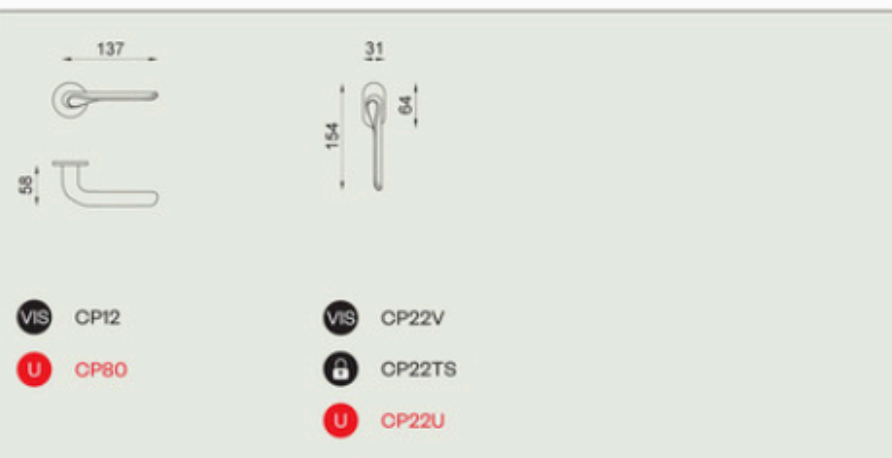 137
31
64
154
58
VIS CP12
U CP80
VIS CP22V
CP22TS
U CP22U